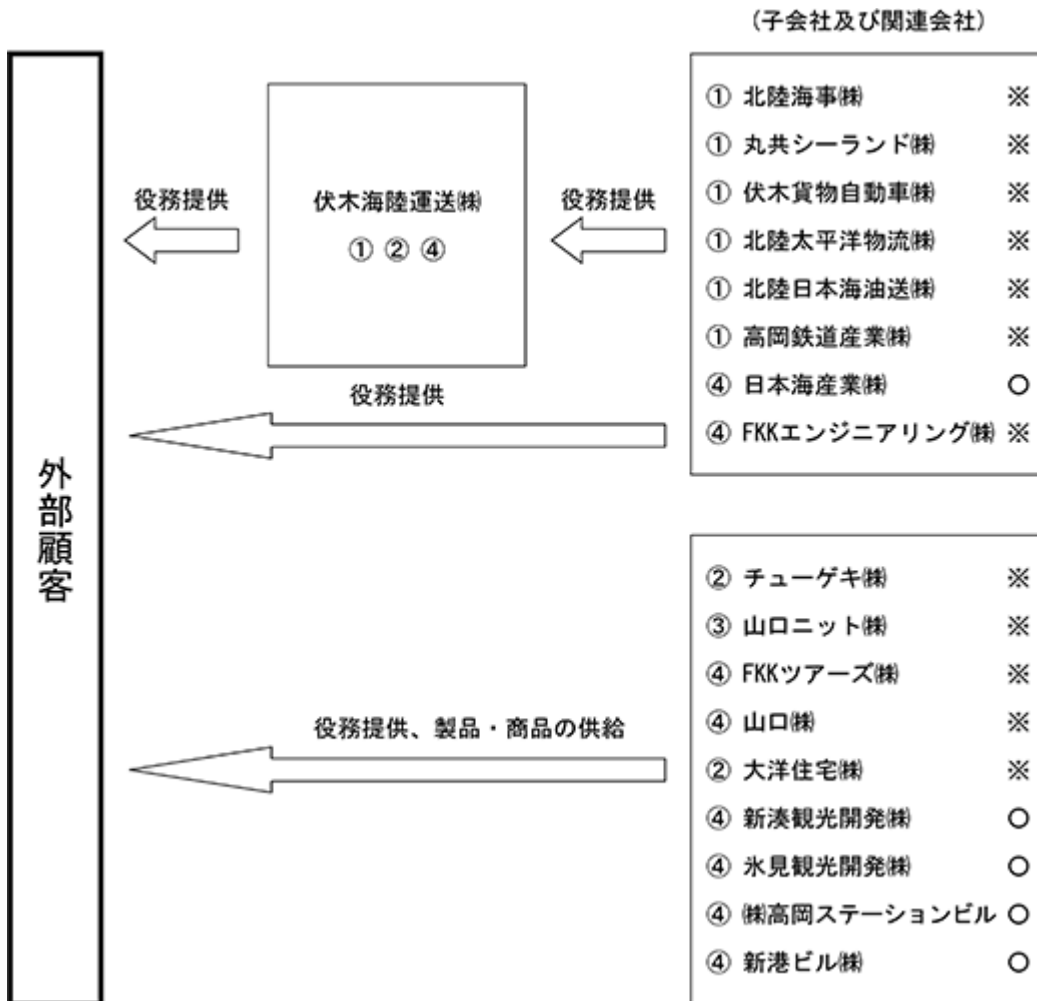 (子会社及び関連会社)
① 北陸海事㈱ ※
① 丸共シーランド㈱ ※
① 伏木貨物自動車㈱ ※
① 北陸太平洋物流㈱ ※
① 北陸日本海油送㈱ ※
① 高岡鉄道産業㈱ ※
④ 日本海産業㈱ ○
④ FKKエンジニアリング㈱ ※
役務提供
伏木海陸運送㈱
① ② ④
役務提供
役務提供
外部顧客
② チューゲキ㈱ ※
③ 山口ニット㈱ ※
④ FKKツアーズ㈱ ※
④ 山口㈱ ※
② 大洋住宅㈱ ※
④ 新湊観光開発㈱ ○
④ 氷見観光開発㈱ ○
④ ㈱高岡ステーションビル ○
④ 新港ビル㈱ ○
役務提供、製品・商品の供給